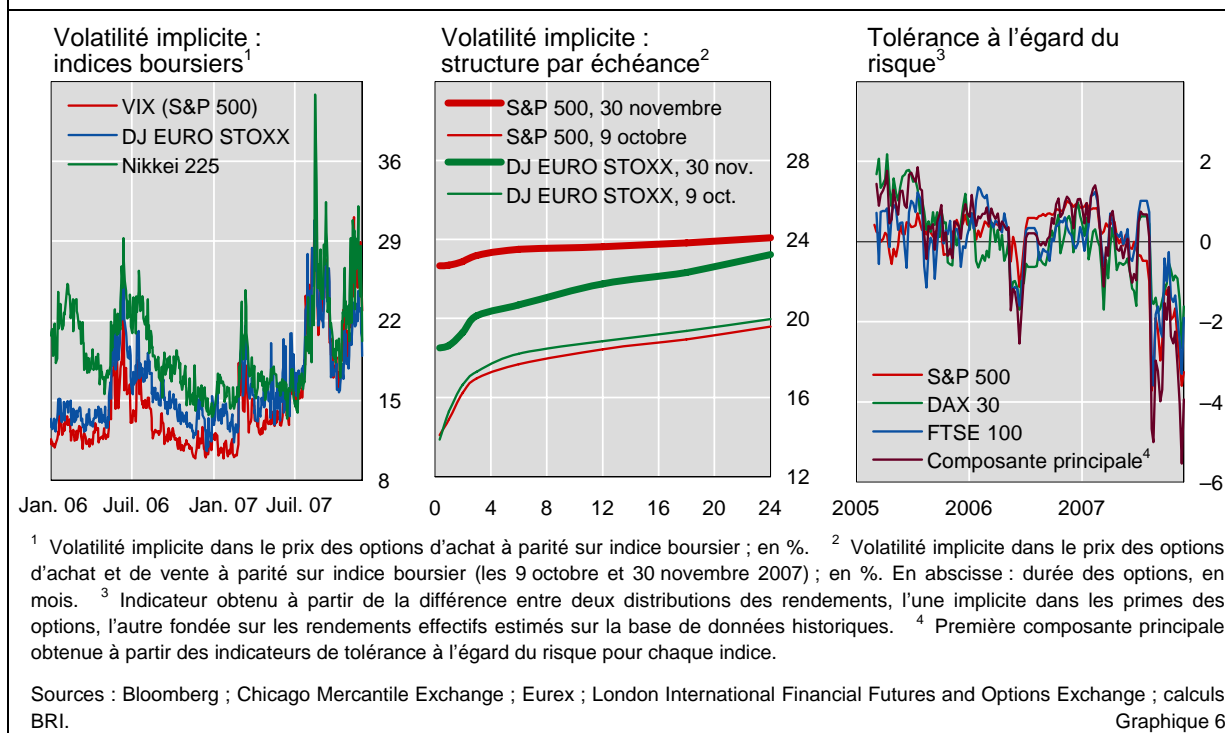 Volatilité implicite :
indices boursiers1
VIX (S&P 500)
DJ EURO STOXX
Nikkei 225
36
29
22
15
8
Jan. 06 Juil. 06 Jan. 07 Juil. 07
Volatilité implicite :
structure par échéance2
S&P 500, 30 novembre
S&P 500, 9 octobre
DJ EURO STOXX, 30 nov.
DJ EURO STOXX, 9 oct.
28
24
20
16
12
0 4 8 12 16 20 24
Tolérance à l'égard du
risque3
2
0
–2
–4
–6
S&P 500
DAX 30
FTSE 100
Composante principale4
2005 2006 2007
1 Volatilité implicite dans le prix des options d'achat à parité sur indice boursier ; en %. 2 Volatilité implicite dans le prix des options
d'achat et de vente à parité sur indice boursier (les 9 octobre et 30 novembre 2007) ; en %. En abscisse : durée des options, en
mois. 3 Indicateur obtenu à partir de la différence entre deux distributions des rendements, l'une implicite dans les primes des
options, l'autre fondée sur les rendements effectifs estimés sur la base de données historiques. 4 Première composante principale
obtenue à partir des indicateurs de tolérance à l'égard du risque pour chaque indice.
Sources : Bloomberg ; Chicago Mercantile Exchange ; Eurex ; London International Financial Futures and Options Exchange ; calculs
BRI. Graphique 6